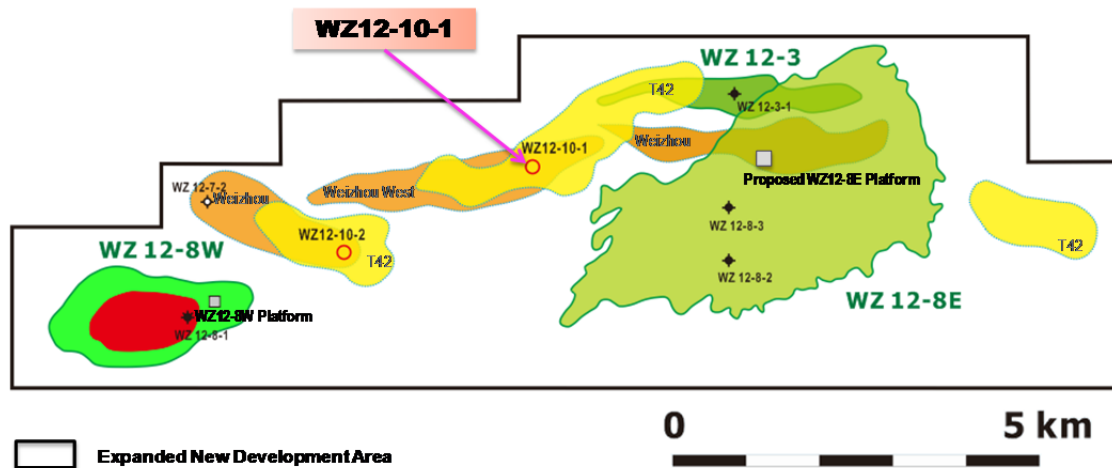 WZ12-10-1
WZ 12-3
T42
WZ 12-3-1
WZ12-10-1
Weizhou
Proposed WZ12-8E Platform
WZ 12-7-2
Weizhou
Weizhou West
WZ 12-8-3
WZ12-10-2
WZ 12-8W
T42
T42
WZ 12-8-2
WZ 12-8E
WZ12-8W Platform
WZ 12-8-1
0
5 km
Expanded New Development Area